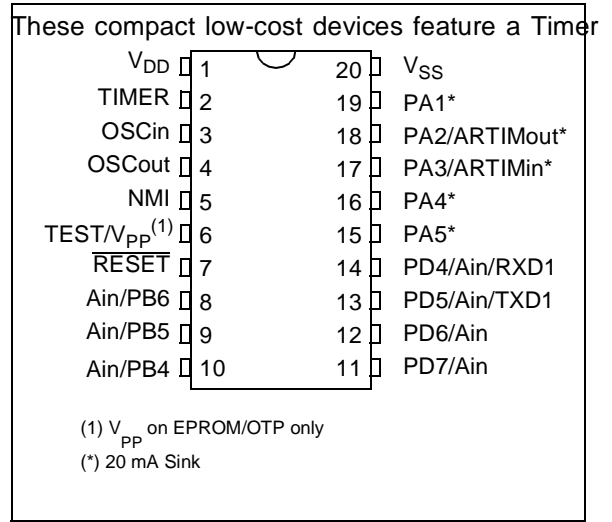 These compact low-cost devices feature a Timer
VDD 1 20 VSS
TIMER 2 19 PA1*
OSCin 3 18 PA2/ARTIMout*
OSCout 4 17 PA3/ARTIMin*
NMI 5 16 PA4*
TEST/VPP(1) 6 15 PA5*
RESET 7 14 PD4/Ain/RXD1
Ain/PB6 8 13 PD5/Ain/TXD1
Ain/PB5 9 12 PD6/Ain
Ain/PB4 10 11 PD7/Ain
(1) VPP on EPROM/OTP only
(*) 20 mA Sink